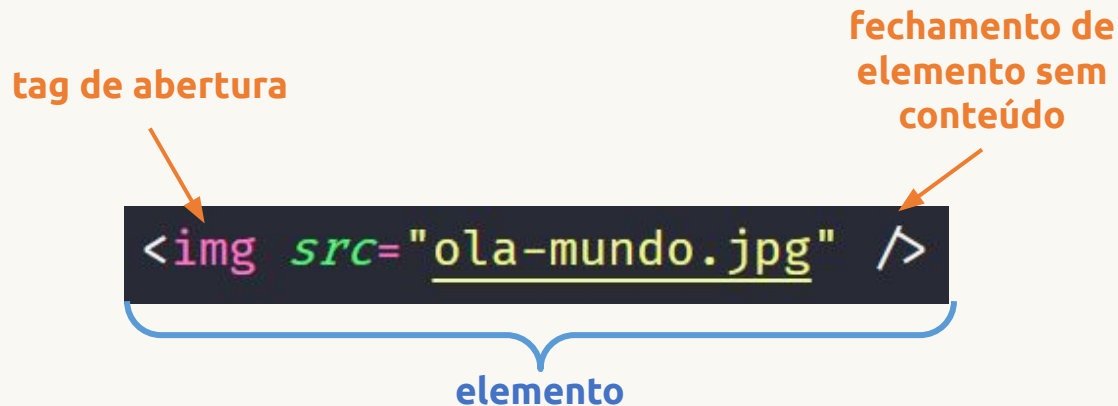 fechamento de
elemento sem
conteúdo
tag de abertura
<img src="ola-mundo.jpg" />
elemento